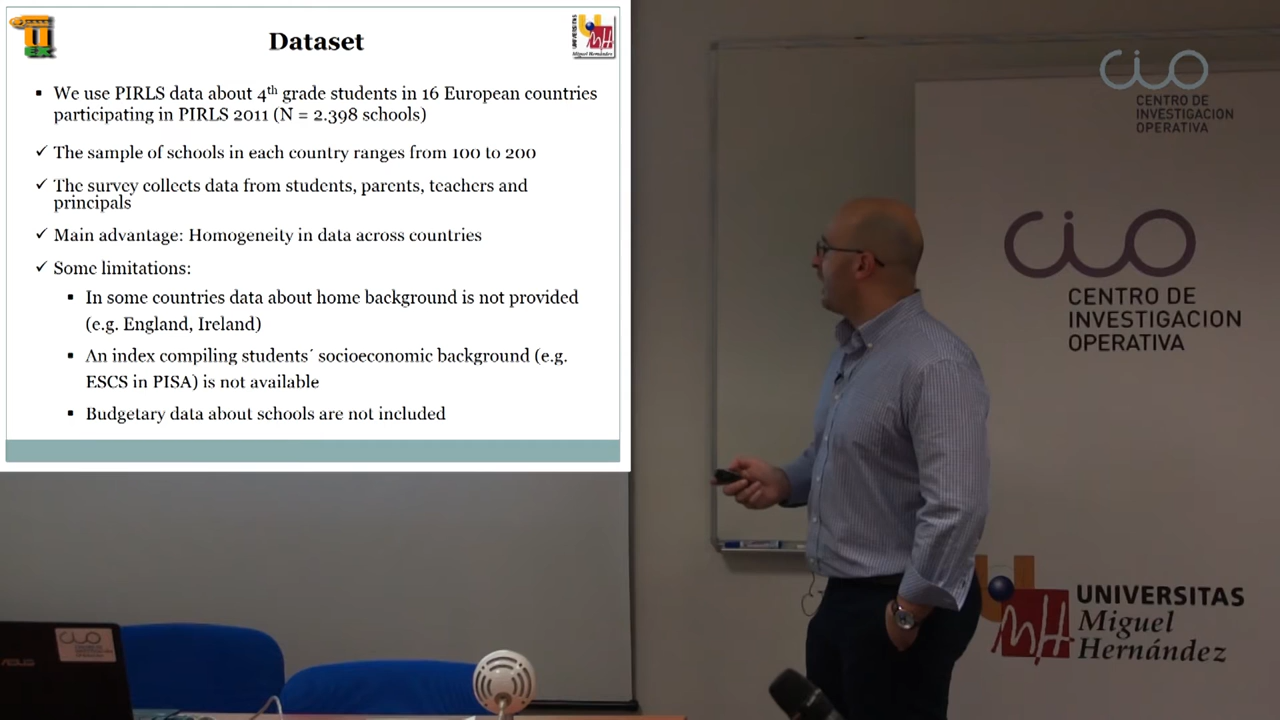 Dataset
UNIVERSITAS
Miguel Hernández
▪ We use PIRLS data about 4th grade students in 16 European countries
participating in PIRLS 2011 (N = 2.398 schools)
✓ The sample of schools in each country ranges from 100 to 200
✓ The survey collects data from students, parents, teachers and
principals
✓ Main advantage: Homogeneity in data across countries
✓ Some limitations:
▪ In some countries data about home background is not provided
(e.g. England, Ireland)
▪ An index compiling students´ socioeconomic background (e.g.
ESCS in PISA) is not available
▪ Budgetary data about schools are not included
CIO
CENTRO DE
INVESTIGACION
OPERATIVA
CIO
CENTRO DE
INVESTIGACION
OPERATIVA
UNIVERSITAS
Miguel
Hernández
ASUS
CIO